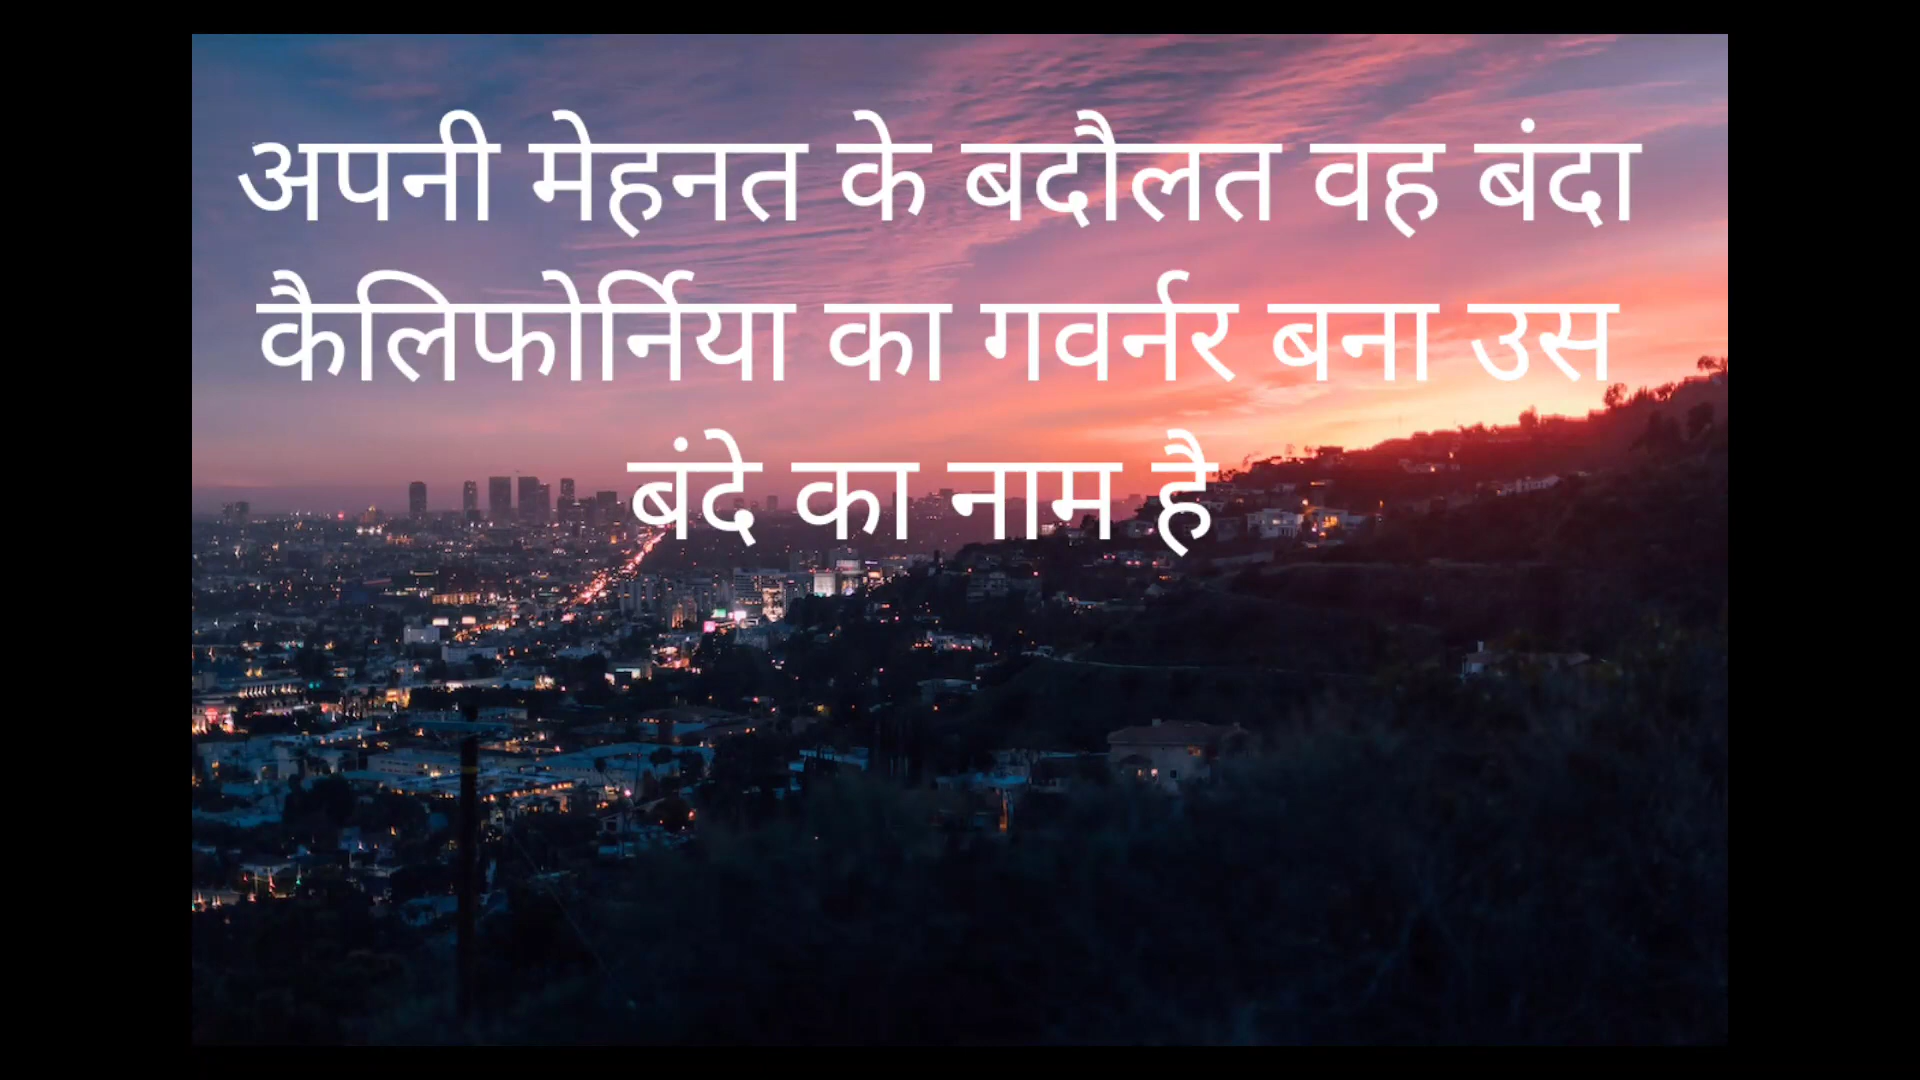 अपनी मेहनत के बदौलत वह बंदा
कैलिफोर्निया का गवर्नर बना उस
बंदे का नाम है